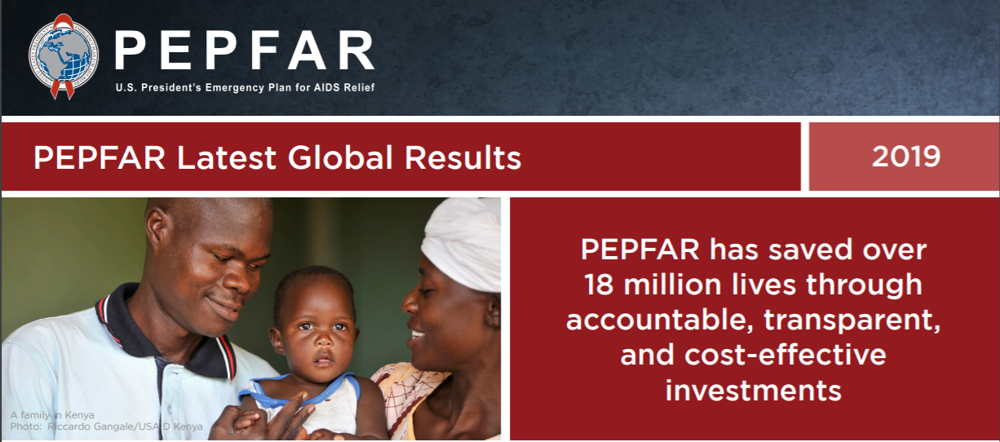 PEPFAR
U.S. President's Emergency Plan for AIDS Relief
PEPFAR Latest Global Results
2019
PEPFAR has saved over
18 million lives through
accountable, transparent,
and cost-effective
investments
A family in Kenya
Photo: Riccardo Gangale/USAID Kenya